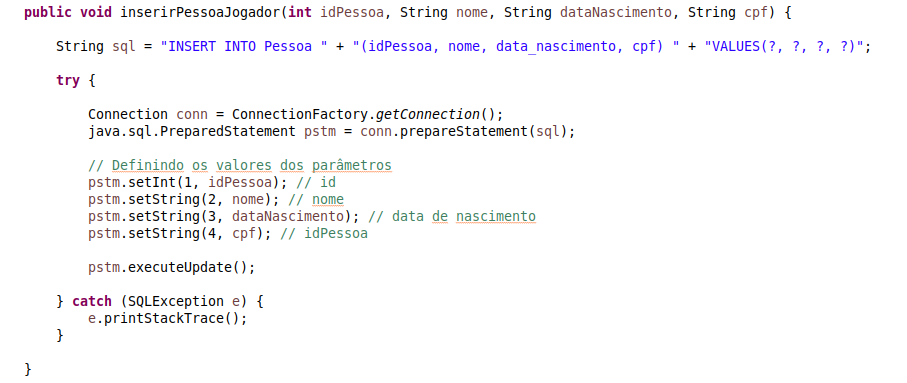 public void inserirPessoaJogador(int idPessoa, String nome, String dataNascimento, String cpf) {
String sql = "INSERT INTO Pessoa " + "(idPessoa, nome, data_nascimento, cpf) " + "VALUES(?, ?, ?, ?)";
try {
Connection conn = ConnectionFactory.getConnection();
java.sql.PreparedStatement pstm = conn.prepareStatement(sql);
// Definindo os valores dos parâmetros
pstm.setInt(1, idPessoa); // id
pstm.setString(2, nome); // nome
pstm.setString(3, dataNascimento); // data de nascimento
pstm.setString(4, cpf); // idPessoa
pstm.executeUpdate();
} catch (SQLException e) {
e.printStackTrace();
}
}